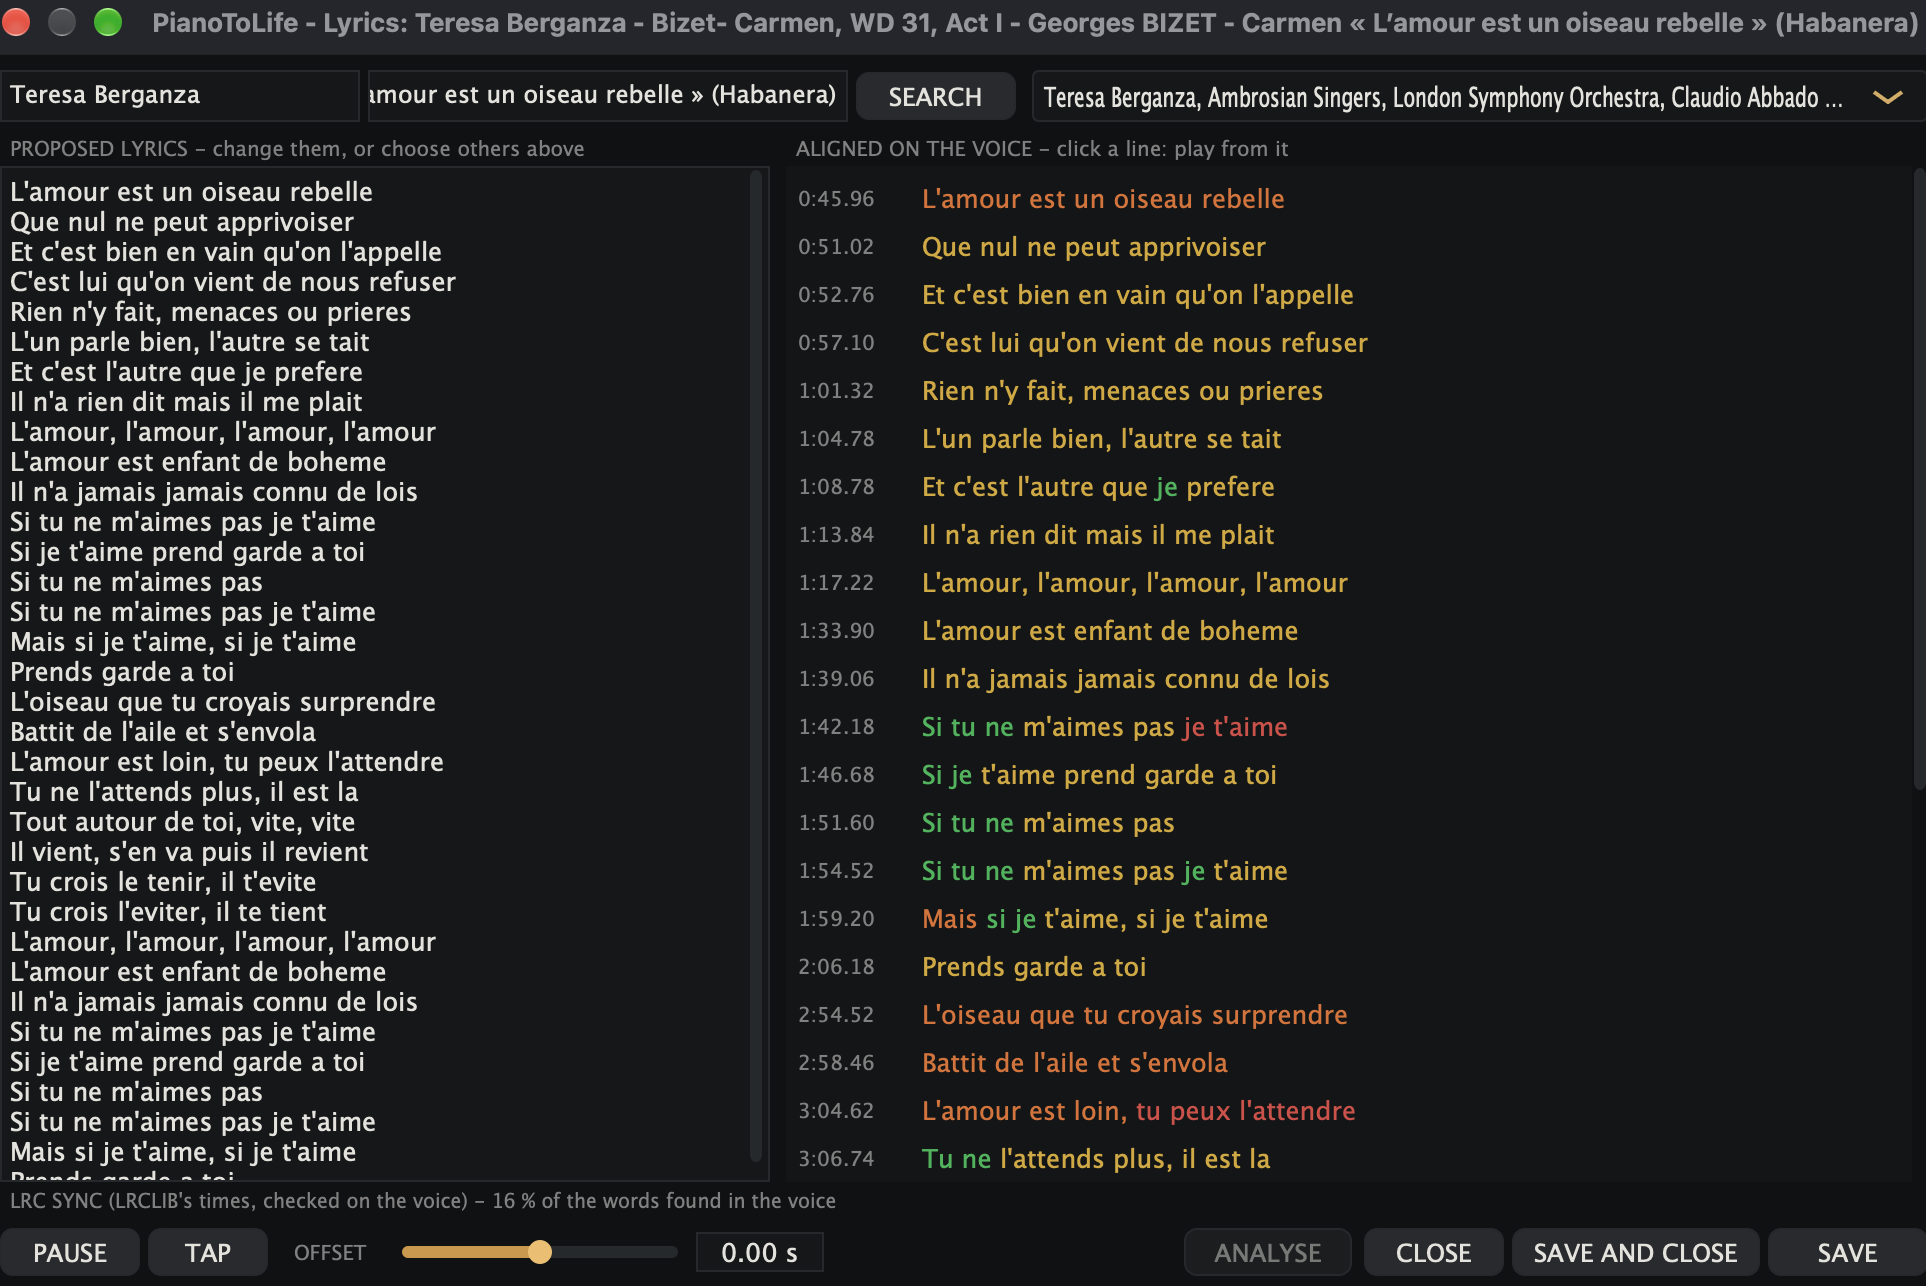 PianoToLife - Lyrics: Teresa Berganza - Bizet- Carmen, WD 31, Act I - Georges BIZET - Carmen « L’amour est un oiseau rebelle » (Habanera)
Teresa Berganza
amour est un oiseau rebelle » (Habanera)
SEARCH
Teresa Berganza, Ambrosian Singers, London Symphony Orchestra, Claudio Abbado ...
PROPOSED LYRICS – change them, or choose others above
L'amour est un oiseau rebelle
Que nul ne peut apprivoiser
Et c'est bien en vain qu'on l'appelle
C'est lui qu'on vient de nous refuser
Rien n'y fait, menaces ou prieres
L'un parle bien, l'autre se tait
Et c'est l'autre que je prefere
Il n'a rien dit mais il me plait
L'amour, l'amour, l'amour, l'amour
L'amour est enfant de boheme
Il n'a jamais jamais connu de lois
Si tu ne m'aimes pas je t'aime
Si je t'aime prend garde a toi
Si tu ne m'aimes pas
Si tu ne m'aimes pas je t'aime
Mais si je t'aime, si je t'aime
Prends garde a toi
L'oiseau que tu croyais surprendre
Battit de l'aile et s'envola
L'amour est loin, tu peux l'attendre
Tu ne l'attends plus, il est la
Tout autour de toi, vite, vite
Il vient, s'en va puis il revient
Tu crois le tenir, il t'evite
Tu crois l'eviter, il te tient
L'amour, l'amour, l'amour, l'amour
L'amour est enfant de boheme
Il n'a jamais jamais connu de lois
Si tu ne m'aimes pas je t'aime
Si je t'aime prend garde a toi
Si tu ne m'aimes pas
Si tu ne m'aimes pas je t'aime
Mais si je t'aime, si je t'aime
Prends garde a toi
ALIGNED ON THE VOICE – click a line: play from it
0:45.96 L'amour est un oiseau rebelle
0:51.02 Que nul ne peut apprivoiser
0:52.76 Et c'est bien en vain qu'on l'appelle
0:57.10 C'est lui qu'on vient de nous refuser
1:01.32 Rien n'y fait, menaces ou prieres
1:04.78 L'un parle bien, l'autre se tait
1:08.78 Et c'est l'autre que je prefere
1:13.84 Il n'a rien dit mais il me plait
1:17.22 L'amour, l'amour, l'amour, l'amour
1:33.90 L'amour est enfant de boheme
1:39.06 Il n'a jamais jamais connu de lois
1:42.18 Si tu ne m'aimes pas je t'aime
1:46.68 Si je t'aime prend garde a toi
1:51.60 Si tu ne m'aimes pas
1:54.52 Si tu ne m'aimes pas je t'aime
1:59.20 Mais si je t'aime, si je t'aime
2:06.18 Prends garde a toi
2:54.52 L'oiseau que tu croyais surprendre
2:58.46 Battit de l'aile et s'envola
3:04.62 L'amour est loin, tu peux l'attendre
3:06.74 Tu ne l'attends plus, il est la
LRC SYNC (LRCLIB's times, checked on the voice) – 16 % of the words found in the voice
PAUSE
TAP
OFFSET
0.00 s
ANALYSE
CLOSE
SAVE AND CLOSE
SAVE